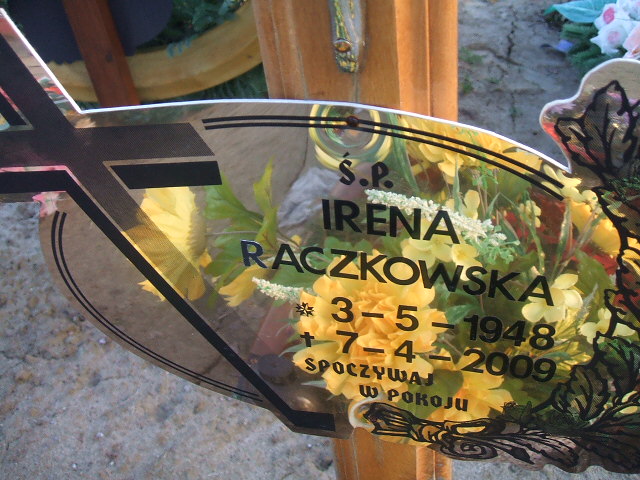 Ś.P.
IRENA
RACZKOWSKA
* 3-5-1948
† 7-4-2009
SPOCZYWAJ
W POKOJU